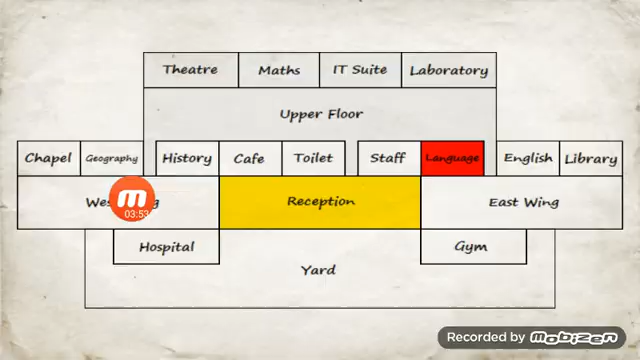 Theatre Maths IT Suite Laboratory
Upper Floor
Chapel Geography History Cafe Toilet Staff Language English Library
Reception East Wing
Hospital Gym
Yard
03:53
Recorded by mobizen